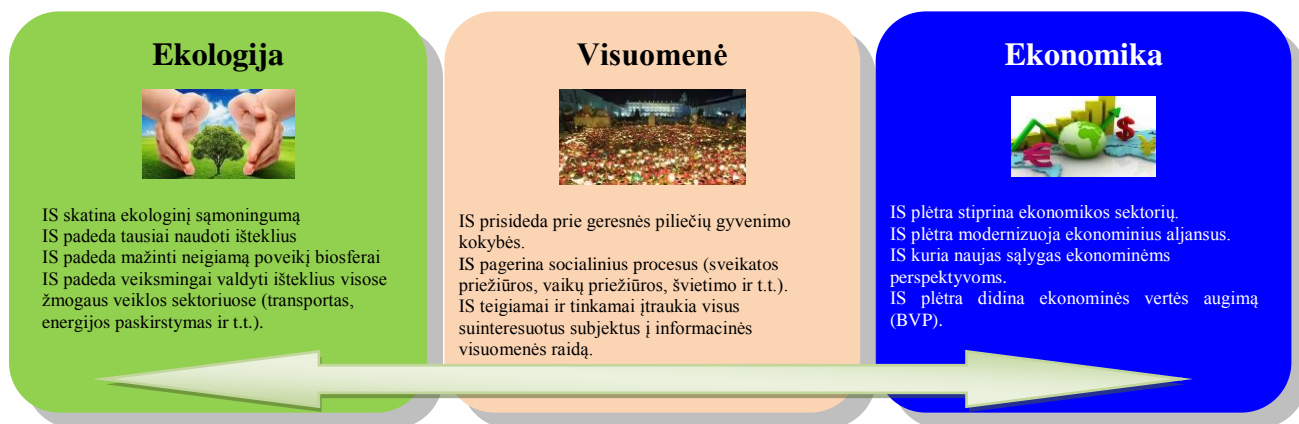 Ekologija
IS skatina ekologinį sąmoningumą
IS padeda tausiai naudoti išteklius
IS padeda mažinti neigiamą poveikį biosferai
IS padeda veiksmingai valdyti išteklius visose
žmogaus veiklos sektoriuose (transportas,
energijos paskirstymas ir t.t.).
Visuomenė
IS prisideda prie geresnės piliečių gyvenimo
kokybės.
IS pagerina socialinius procesus (sveikatos
priežiūros, vaikų priežiūros, švietimo ir t.t.).
IS teigiamai ir tinkamai įtraukia visus
suinteresuotus subjektus į informacinės
visuomenės raidą.
Ekonomika
IS plėtra stiprina ekonomikos sektorių.
IS plėtra modernizuoja ekonominius aljansus.
IS kuria naujas sąlygas ekonominėms
perspektyvoms.
IS plėtra didina ekonominės vertės augimą
(BVP).